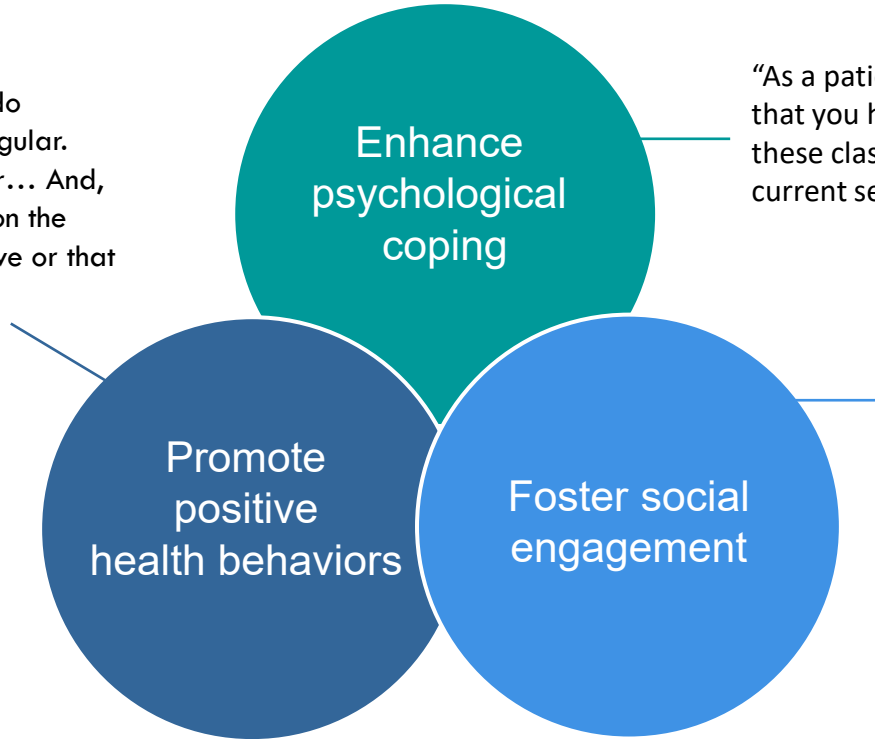 do
gular.
r… And,
on the
ve or that
Enhance
psychological
coping
“As a pati
that you h
these clas
current se
Promote
positive
health behaviors
Foster social
engagement